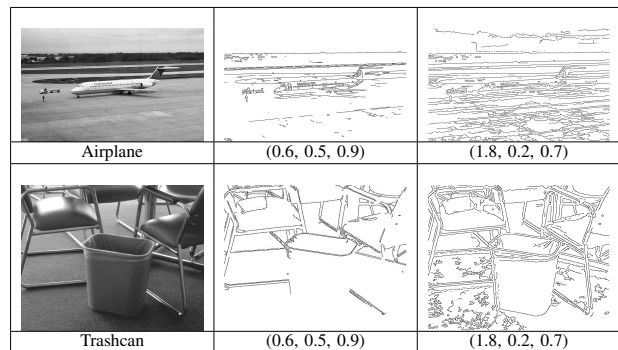 Airplane (0.6, 0.5, 0.9) (1.8, 0.2, 0.7)
Trashcan (0.6, 0.5, 0.9) (1.8, 0.2, 0.7)